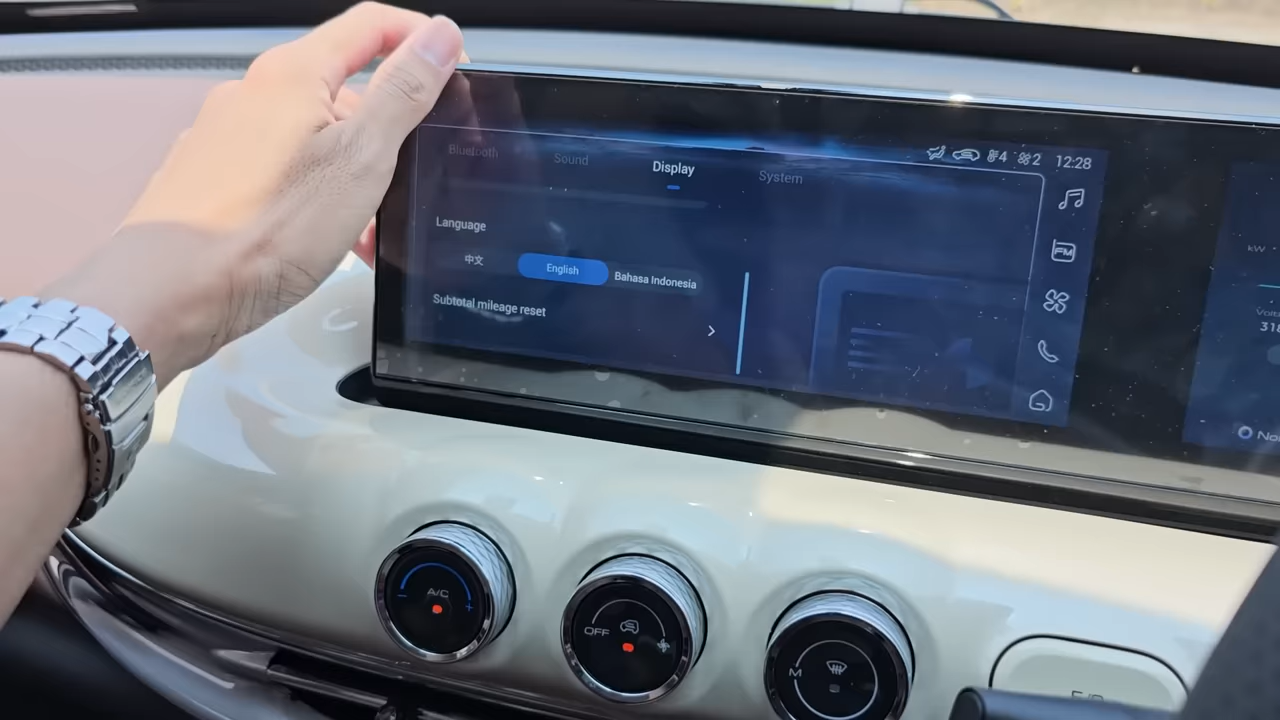 Bluetooth Sound Display System
4 2 12:28
Language
中文 English Bahasa Indonesia
FM
Subtotal mileage reset
kW
A/C
OFF
M